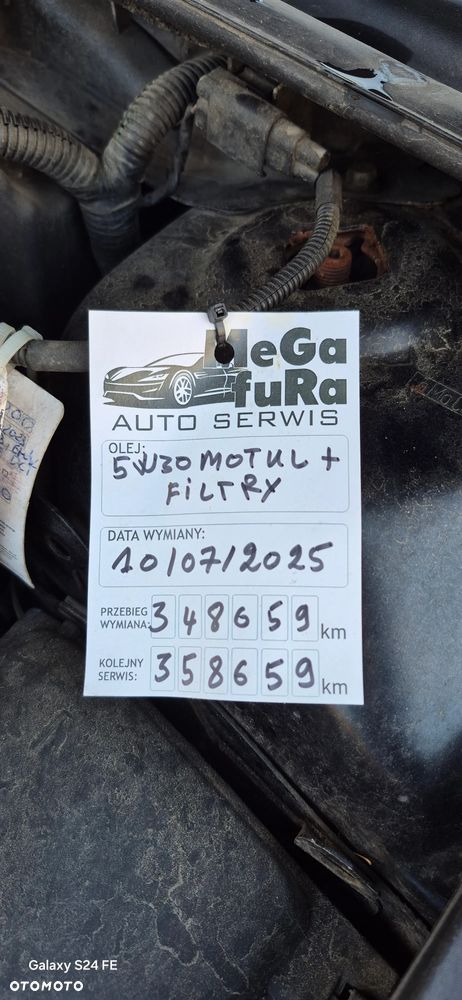 MeGa
fuRa
AUTO SERWIS
OLEJ:
5W30 MOTUL +
FILTRY
DATA WYMIANY:
10/07/2025
PRZEBIEG
WYMIANA: 348659 km
KOLEJNY
SERWIS: 358659 km
Galaxy S24 FE
OTOMOTO